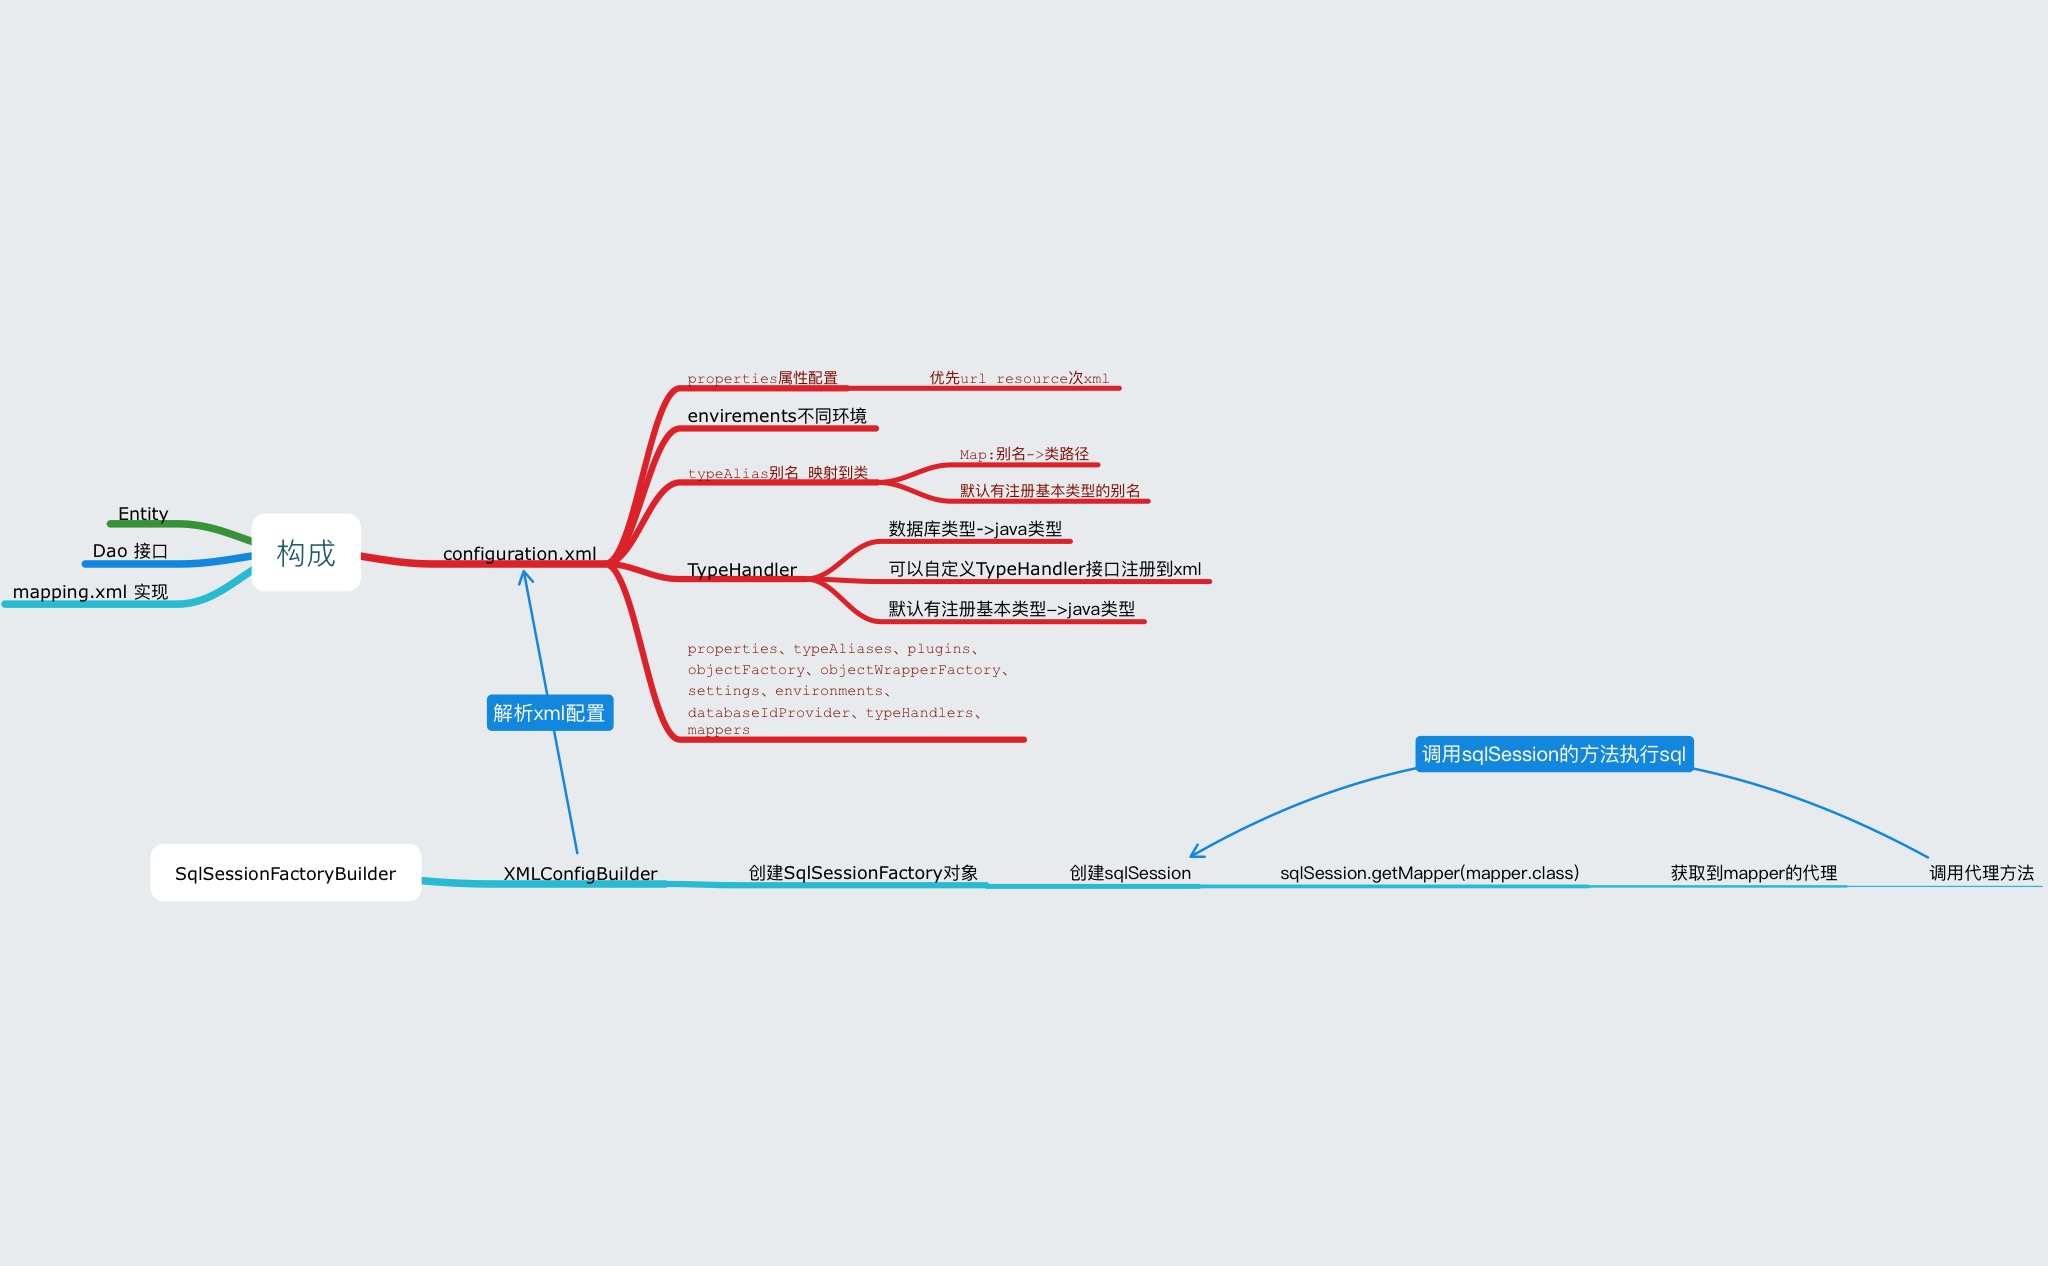 properties属性配置
优先url resource次xml
envirements不同环境
Map:别名->类路径
typeAlias别名 映射到类
默认有注册基本类型的别名
Entity
数据库类型->java类型
Dao 接口
构成
configuration.xml
TypeHandler
可以自定义TypeHandler接口注册到xml
mapping.xml 实现
默认有注册基本类型—>java类型
properties、typeAliases、plugins、
objectFactory、objectWrapperFactory、
settings、environments、
databaseIdProvider、typeHandlers、
mappers
解析xml配置
调用sqlSession的方法执行sql
SqlSessionFactoryBuilder
XMLConfigBuilder
创建SqlSessionFactory对象
创建sqlSession
sqlSession.getMapper(mapper.class)
获取到mapper的代理
调用代理方法